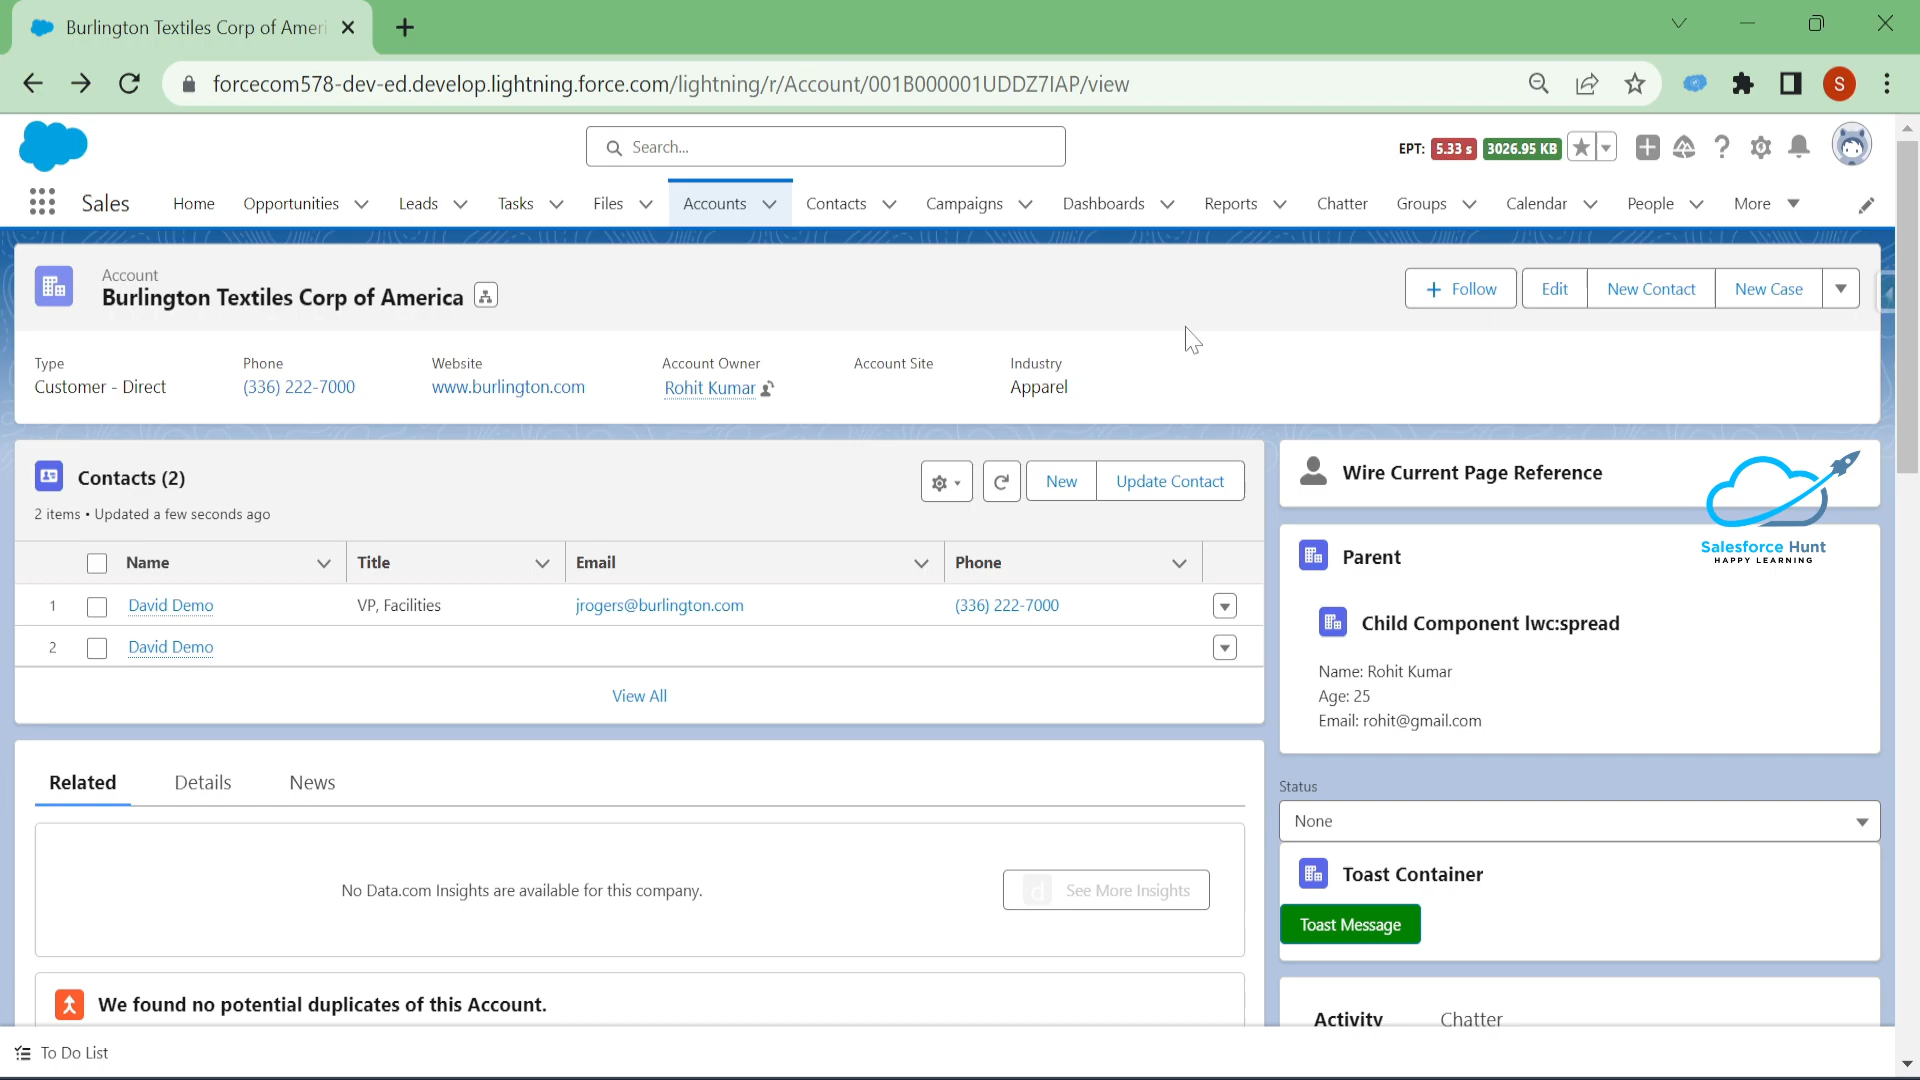 Burlington Textiles Corp of Ameri
forcecom578-dev-ed.develop.lightning.force.com/lightning/r/Account/001B000001UDDZ7IAP/view
S
Search...
EPT: 5.33 s 3026.95 KB
Sales Home Opportunities Leads Tasks Files Accounts Contacts Campaigns Dashboards Reports Chatter Groups Calendar People More
Account
Burlington Textiles Corp of America
Follow Edit New Contact New Case
Type Phone Website Account Owner Account Site Industry
Customer - Direct (336) 222-7000 www.burlington.com Rohit Kumar Apparel
Contacts (2)
2 items • Updated a few seconds ago
New Update Contact
Name Title Email Phone
1 David Demo VP, Facilities jrogers@burlington.com (336) 222-7000
2 David Demo
View All
Related Details News
No Data.com Insights are available for this company.
d See More Insights
We found no potential duplicates of this Account.
Wire Current Page Reference
Salesforce Hunt
HAPPY LEARNING
Parent
Child Component lwc:spread
Name: Rohit Kumar
Age: 25
Email: rohit@gmail.com
Status
None
Toast Container
Toast Message
Activity Chatter
To Do List